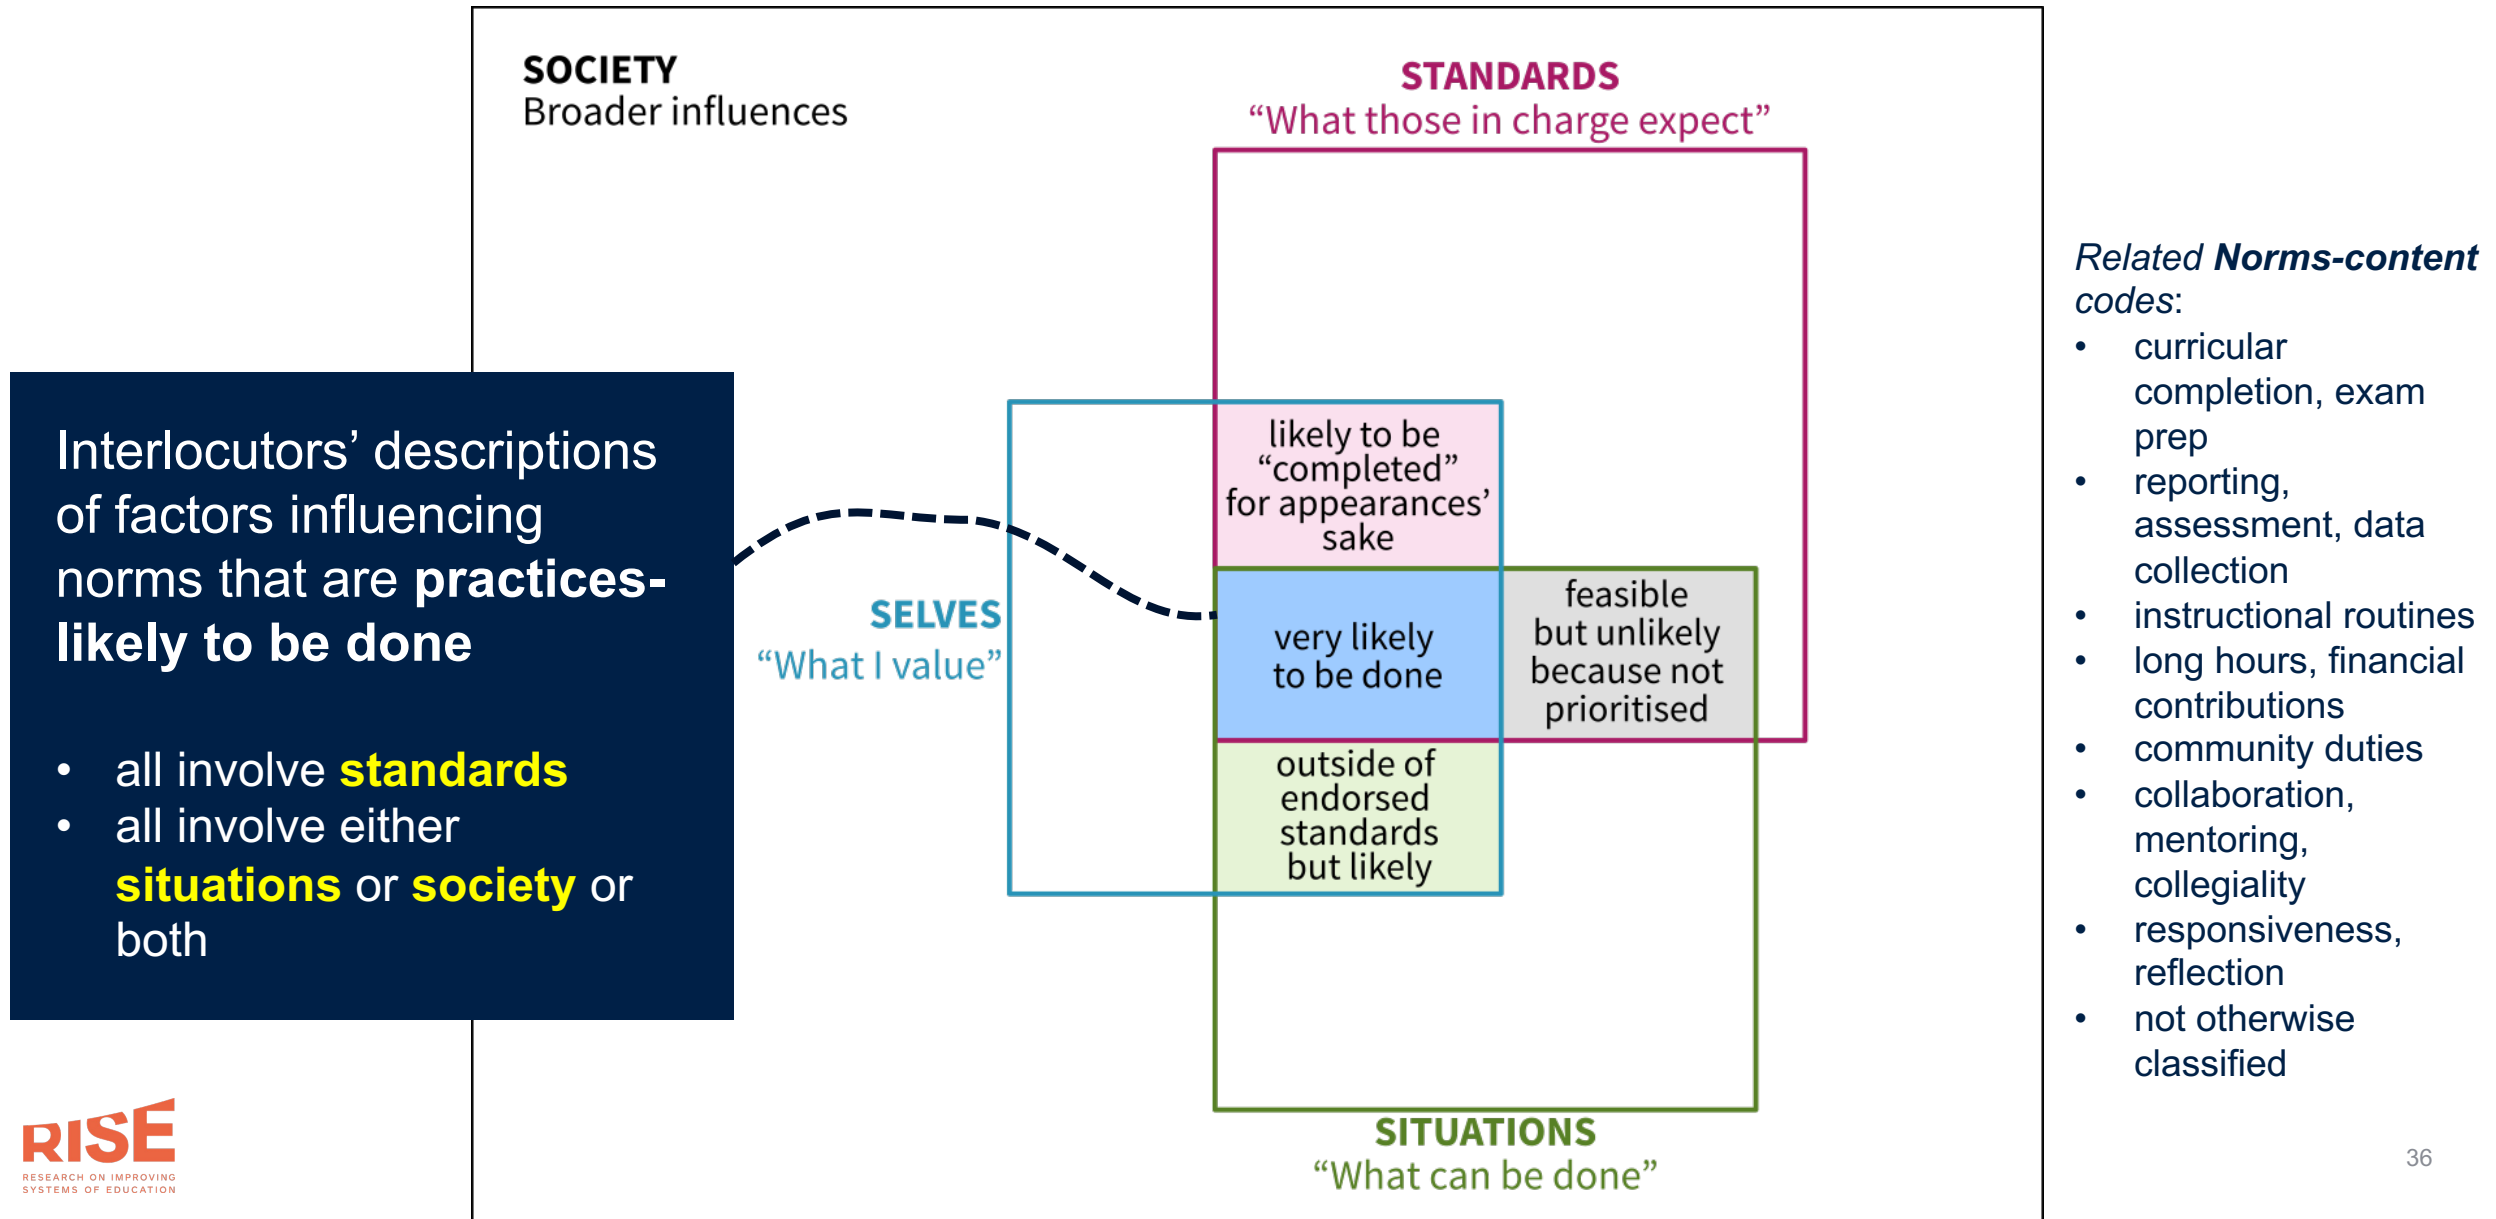 SOCIETY
Broader influences
STANDARDS
“What those in charge expect”
likely to be
“completed”
for appearances’
sake
SELVES
“What I value”
very likely
to be done
feasible
but unlikely
because not
prioritised
outside of
endorsed
standards
but likely
SITUATIONS
“What can be done”
Interlocutors’ descriptions
of factors influencing
norms that are practices-
likely to be done
• all involve standards
• all involve either
situations or society or
both
Related Norms-content
codes:
• curricular
completion, exam
prep
• reporting,
assessment, data
collection
• instructional routines
• long hours, financial
contributions
• community duties
• collaboration,
mentoring,
collegiality
• responsiveness,
reflection
• not otherwise
classified
RISE
RESEARCH ON IMPROVING
SYSTEMS OF EDUCATION
36